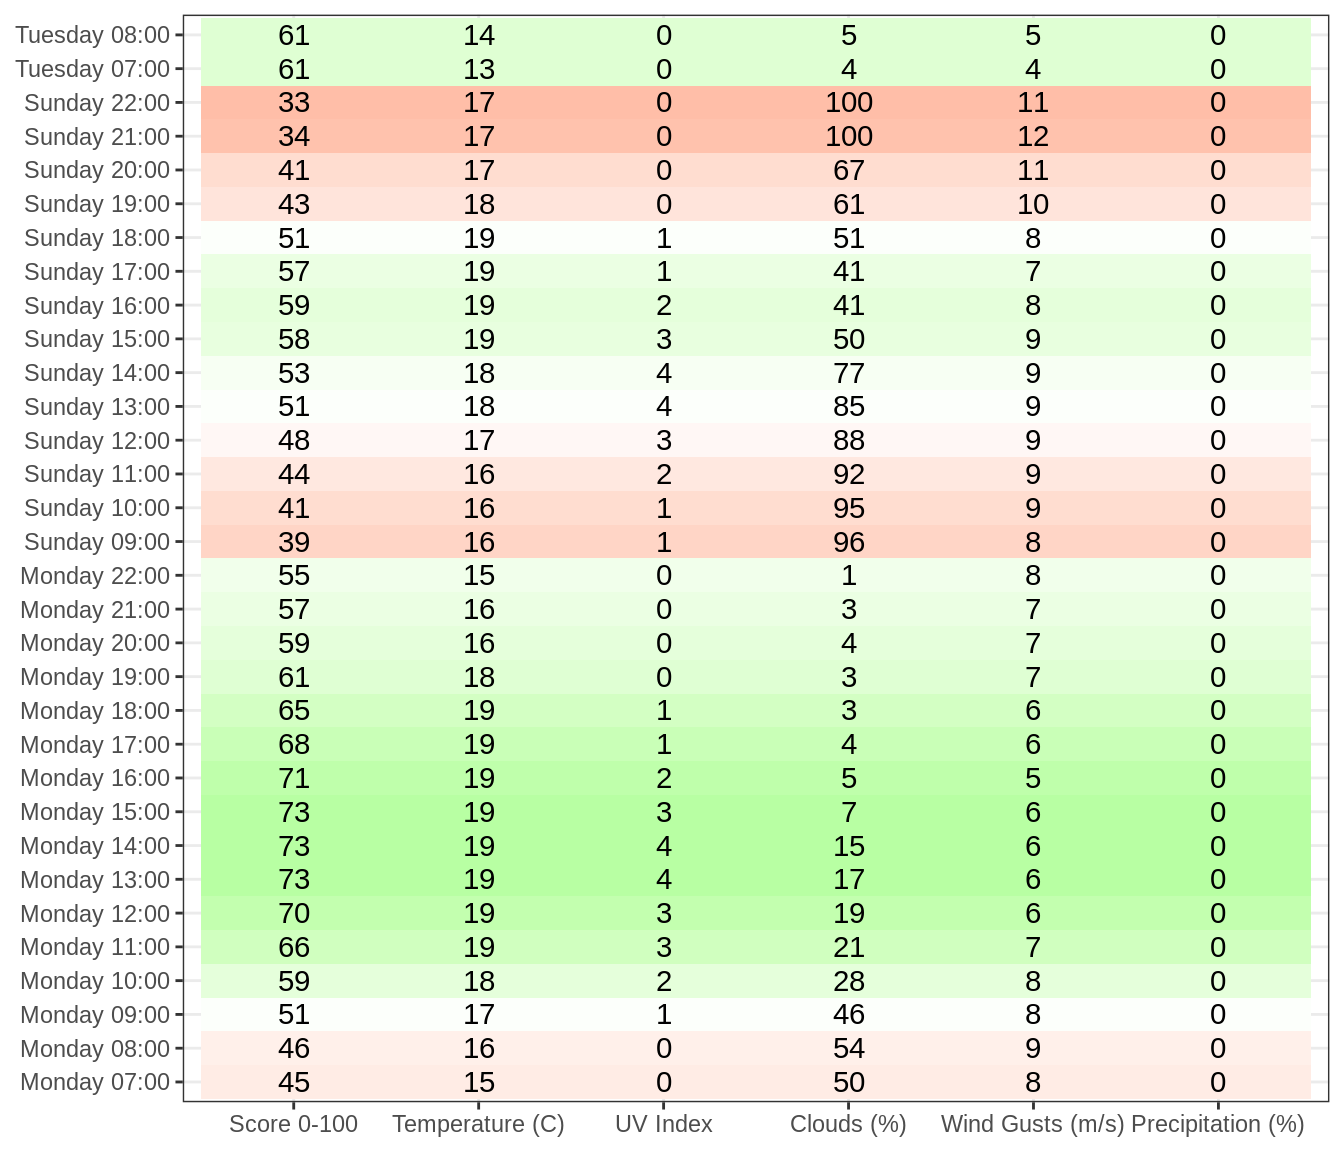 Tuesday 08:00 61 14 0 5 5 0
Tuesday 07:00 61 13 0 4 4 0
Sunday 22:00 33 17 0 100 11 0
Sunday 21:00 34 17 0 100 12 0
Sunday 20:00 41 17 0 67 11 0
Sunday 19:00 43 18 0 61 10 0
Sunday 18:00 51 19 1 51 8 0
Sunday 17:00 57 19 1 41 7 0
Sunday 16:00 59 19 2 41 8 0
Sunday 15:00 58 19 3 50 9 0
Sunday 14:00 53 18 4 77 9 0
Sunday 13:00 51 18 4 85 9 0
Sunday 12:00 48 17 3 88 9 0
Sunday 11:00 44 16 2 92 9 0
Sunday 10:00 41 16 1 95 9 0
Sunday 09:00 39 16 1 96 8 0
Monday 22:00 55 15 0 1 8 0
Monday 21:00 57 16 0 3 7 0
Monday 20:00 59 16 0 4 7 0
Monday 19:00 61 18 0 3 7 0
Monday 18:00 65 19 1 3 6 0
Monday 17:00 68 19 1 4 6 0
Monday 16:00 71 19 2 5 5 0
Monday 15:00 73 19 3 7 6 0
Monday 14:00 73 19 4 15 6 0
Monday 13:00 73 19 4 17 6 0
Monday 12:00 70 19 3 19 6 0
Monday 11:00 66 19 3 21 7 0
Monday 10:00 59 18 2 28 8 0
Monday 09:00 51 17 1 46 8 0
Monday 08:00 46 16 0 54 9 0
Monday 07:00 45 15 0 50 8 0
Score 0-100 Temperature (C) UV Index Clouds (%) Wind Gusts (m/s) Precipitation (%)